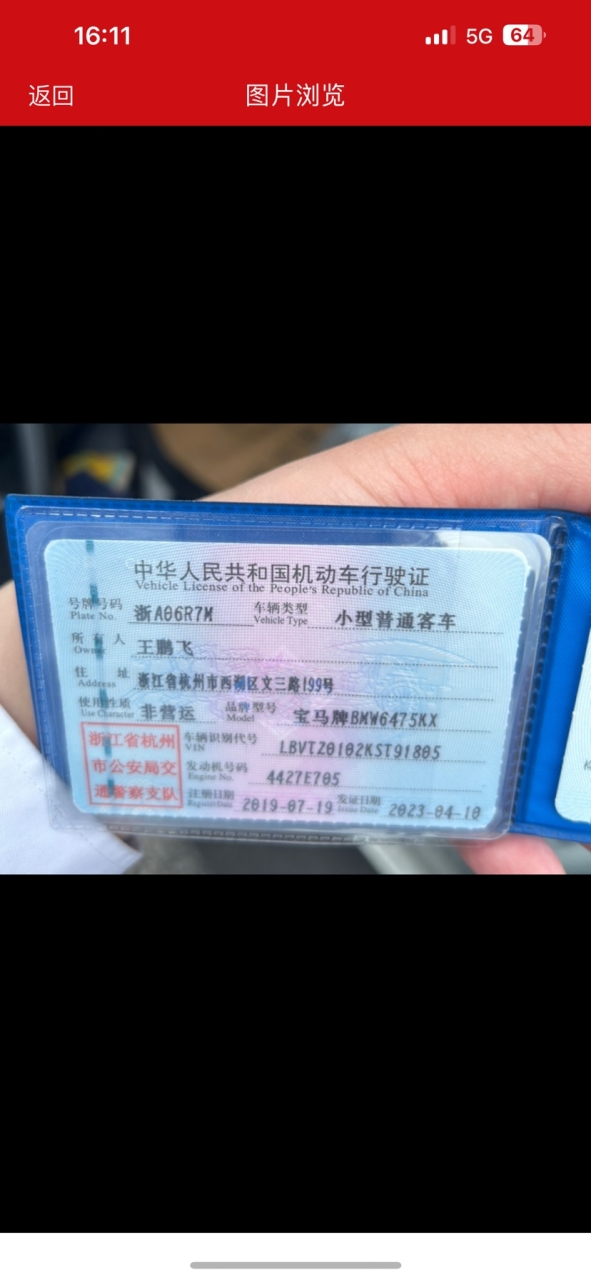 16:11
5G 64
返回
图片浏览
中华人民共和国机动车行驶证
Vehicle License of the People's Republic of China
号牌号码 浙A06R7M 车辆类型 小型普通客车
Plate No. Vehicle Type
所有人 王鹏飞
Owner
住址 浙江省杭州市西湖区文三路199号
Address
使用性质 非营运 品牌型号 宝马牌BMW6475KX
Use Character Model
浙江省杭州
市公安局交
通警察支队
车辆识别代号 LBVTZ0102KST91805
VIN
发动机号码 4427E705
Engine No.
注册日期 2019-07-19 发证日期 2023-04-10
Register Date Issue Date